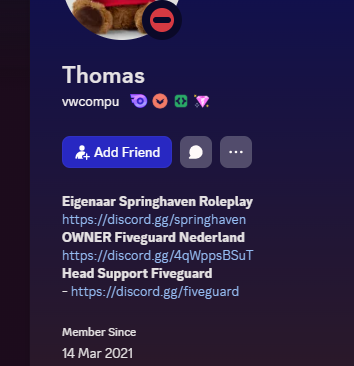 Thomas
vwcompu
Add Friend
Eigenaar Springhaven Roleplay
https://discord.gg/springhaven
OWNER Fiveguard Nederland
https://discord.gg/4qWppsBSuT
Head Support Fiveguard
- https://discord.gg/fiveguard
Member Since
14 Mar 2021